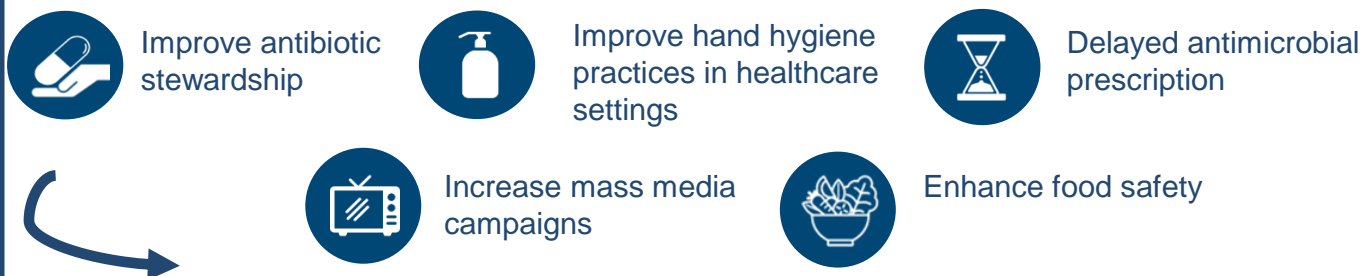 Improve antibiotic
stewardship
Improve hand hygiene
practices in healthcare
settings
Delayed antimicrobial
prescription
Increase mass media
campaigns
Enhance food safety